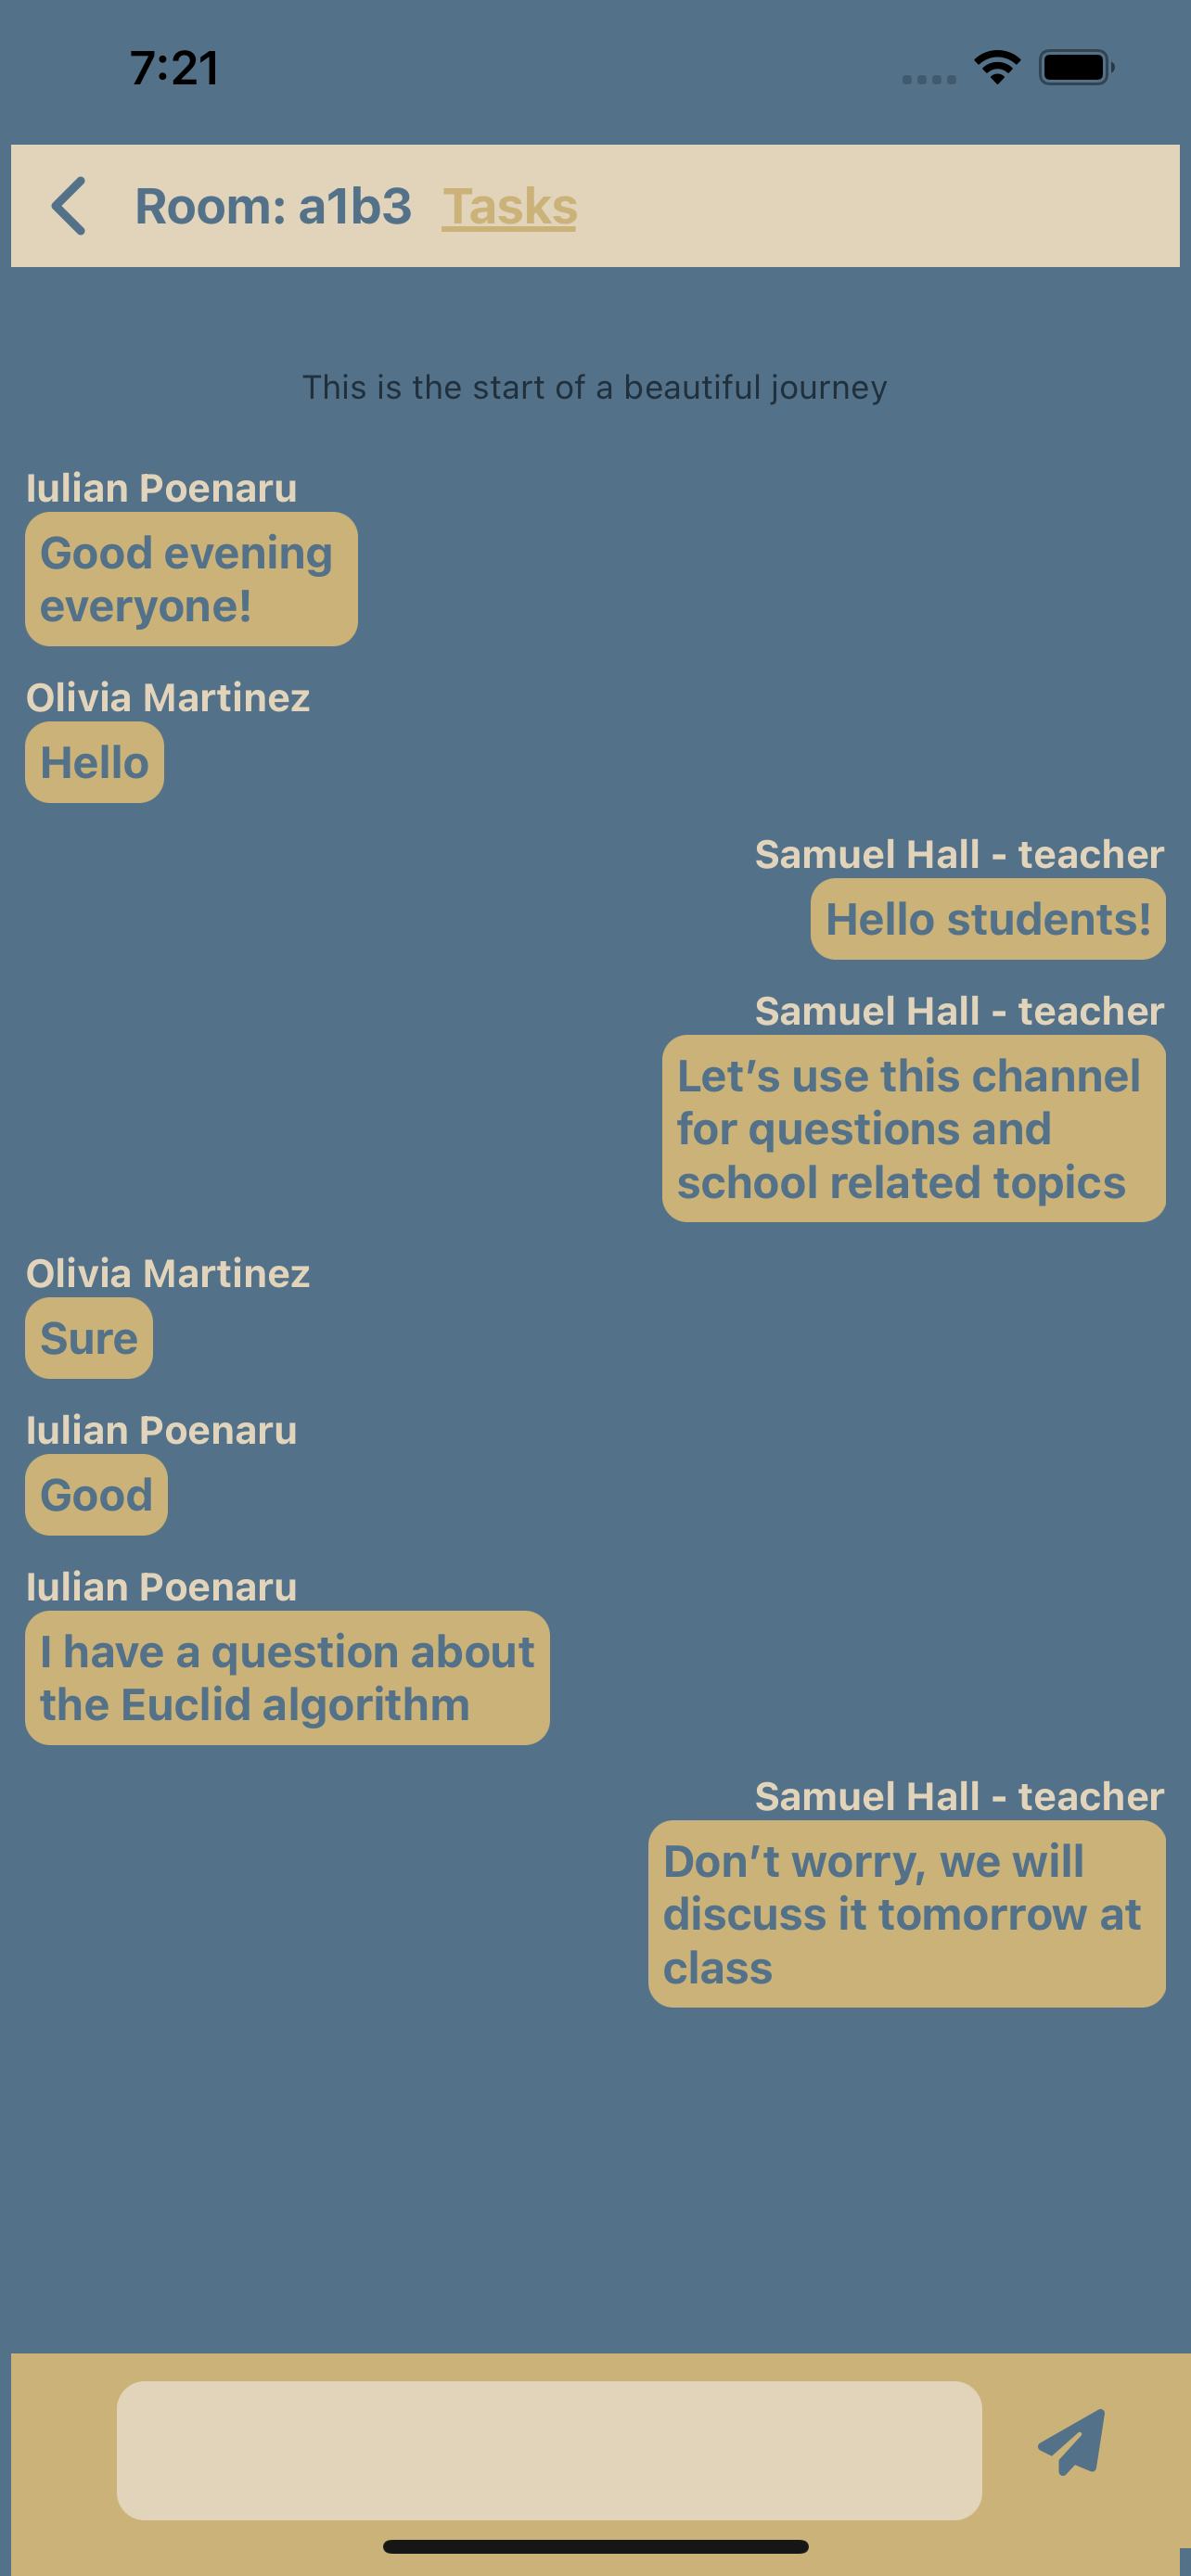 7:21
Room: a1b3 Tasks
This is the start of a beautiful journey
Iulian Poenaru
Good evening
everyone!
Olivia Martinez
Hello
Samuel Hall - teacher
Hello students!
Samuel Hall - teacher
Let’s use this channel
for questions and
school related topics
Olivia Martinez
Sure
Iulian Poenaru
Good
Iulian Poenaru
I have a question about
the Euclid algorithm
Samuel Hall - teacher
Don’t worry, we will
discuss it tomorrow at
class